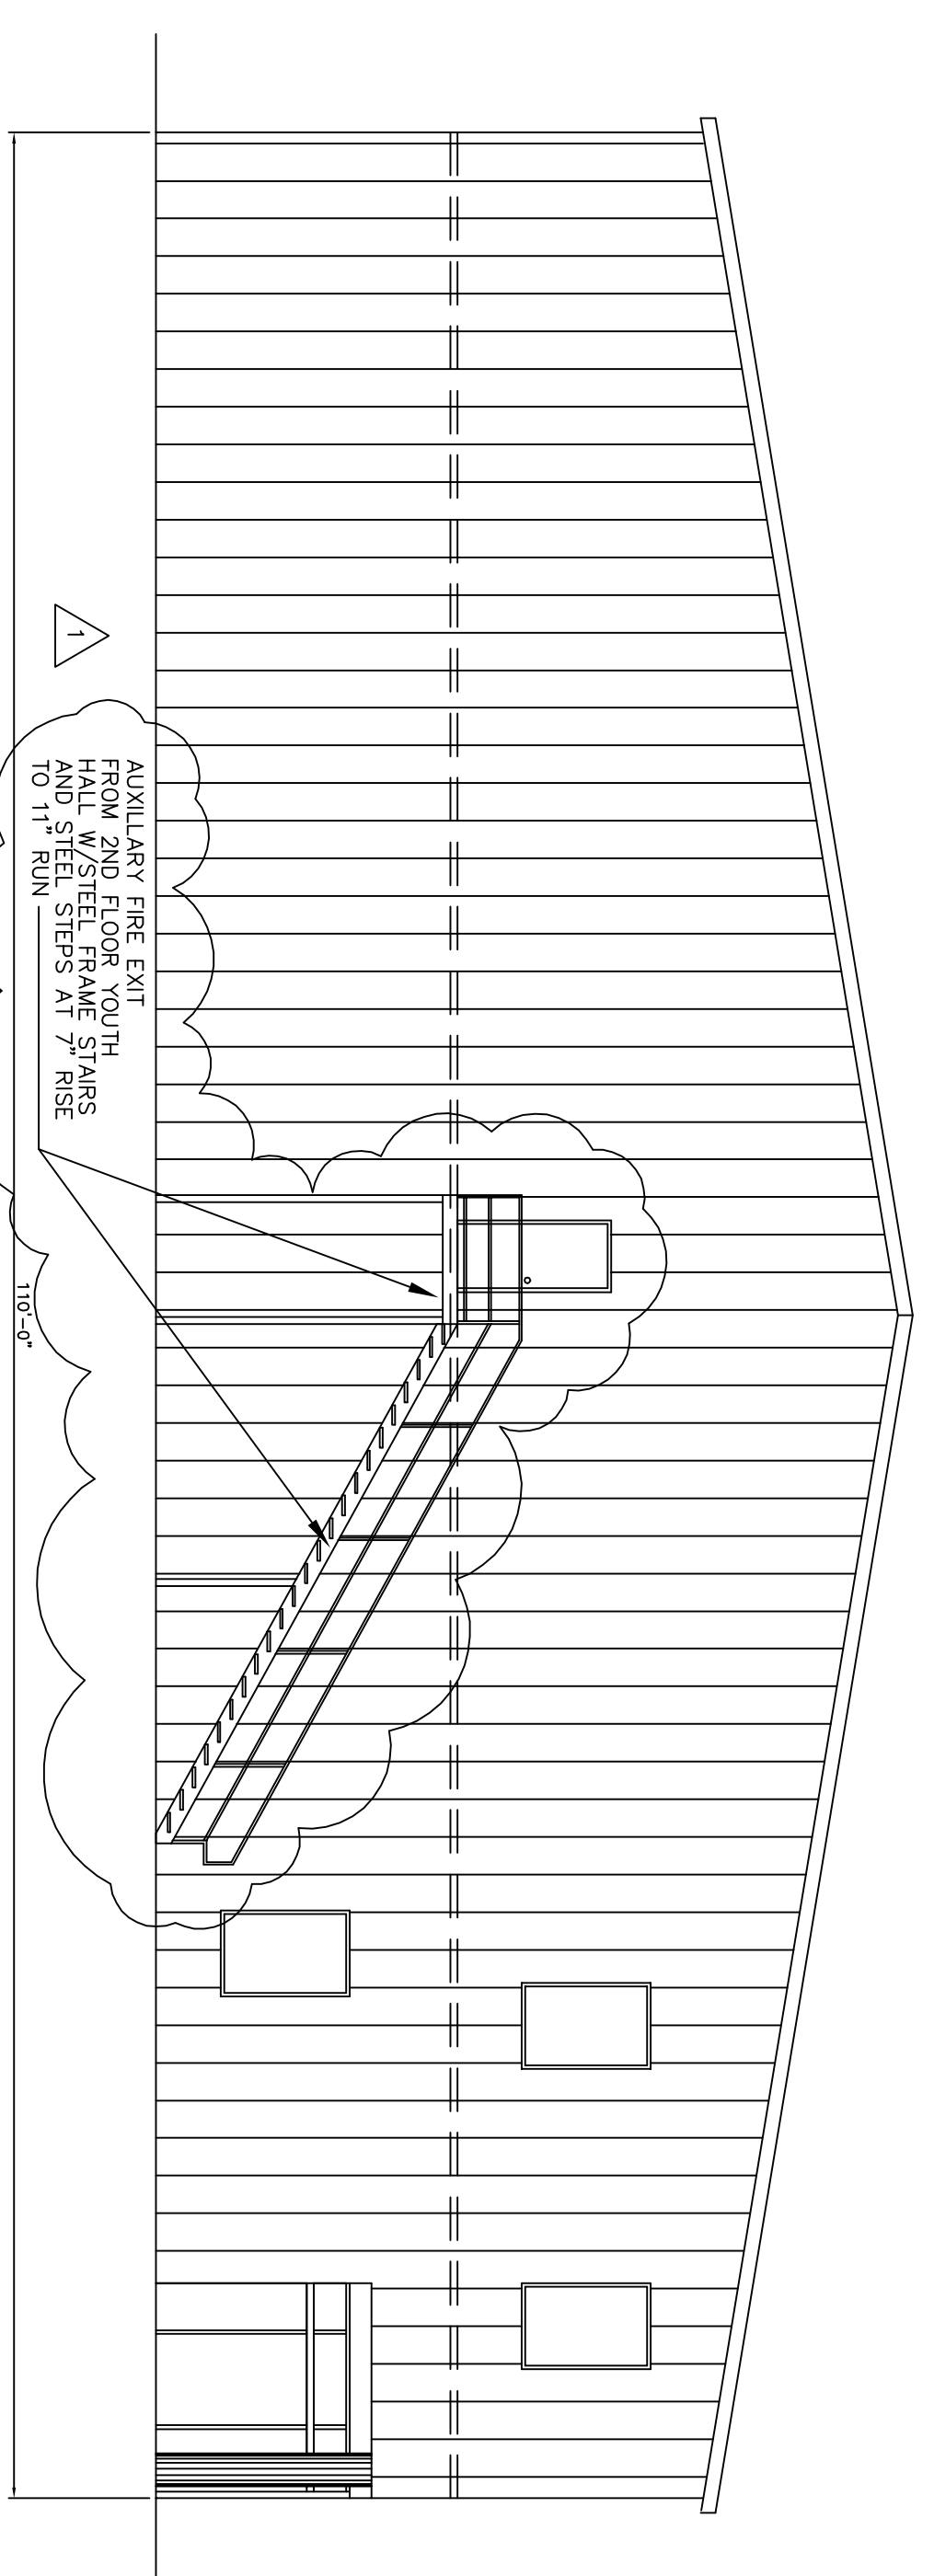 AUXILLARY FIRE EXIT
FROM 2ND FLOOR YOUTH
HALL W/STEEL FRAME STAIRS
AND STEEL STEPS AT 7" RISE
TO 11" RUN
1
110'-0"